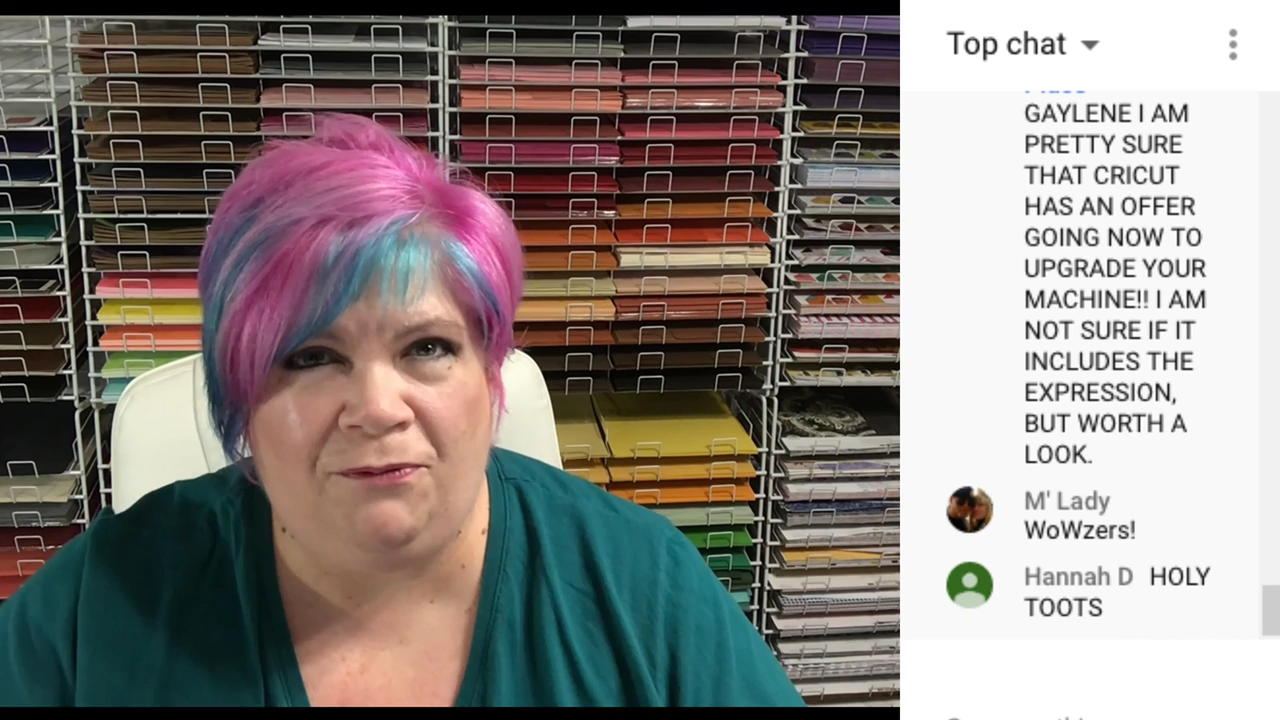 Top chat
GAYLENE I AM
PRETTY SURE
THAT CRICUT
HAS AN OFFER
GOING NOW TO
UPGRADE YOUR
MACHINE!! I AM
NOT SURE IF IT
INCLUDES THE
EXPRESSION,
BUT WORTH A
LOOK.
M' Lady
WoWzers!
Hannah D HOLY
TOOTS